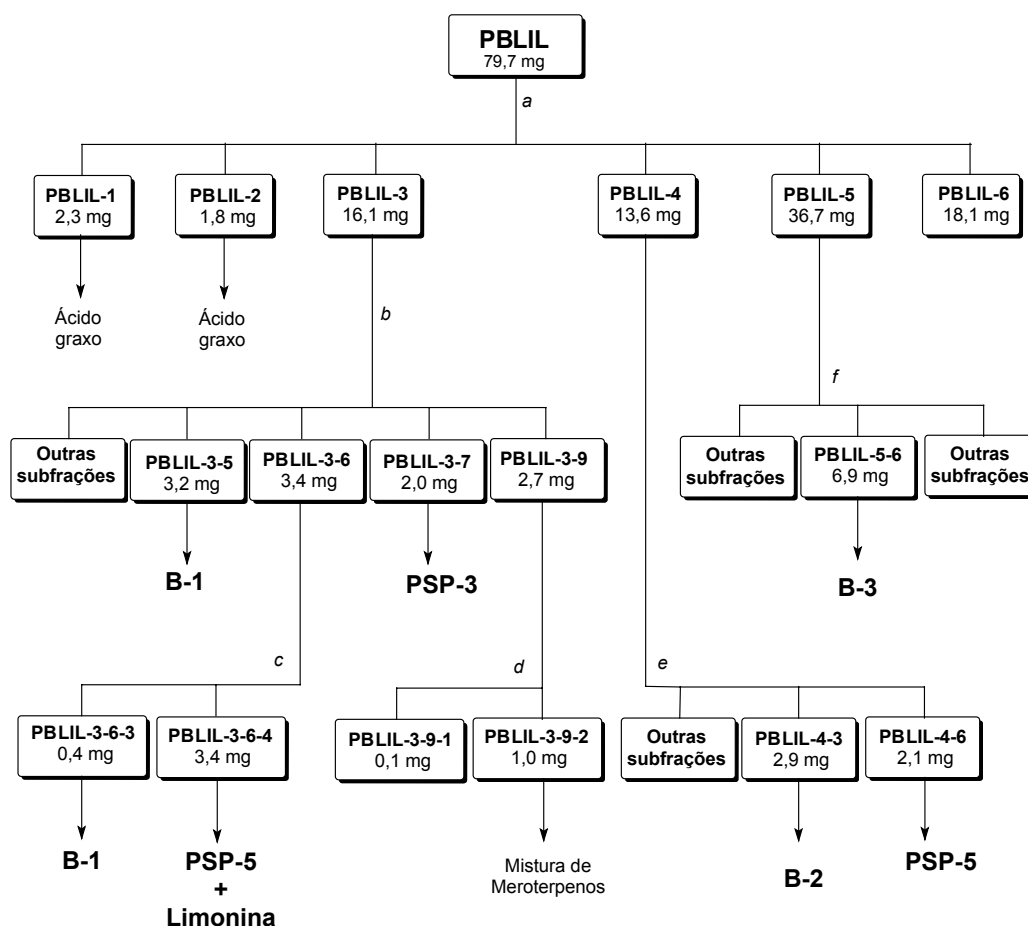 PBLIL
79,7 mg
a
PBLIL-1
2,3 mg
PBLIL-2
1,8 mg
PBLIL-3
16,1 mg
PBLIL-4
13,6 mg
PBLIL-5
36,7 mg
PBLIL-6
18,1 mg
Ácido
graxo
Ácido
graxo
b
f
Outras
subfrações
PBLIL-3-5
3,2 mg
PBLIL-3-6
3,4 mg
PBLIL-3-7
2,0 mg
PBLIL-3-9
2,7 mg
Outras
subfrações
PBLIL-5-6
6,9 mg
Outras
subfrações
B-1
PSP-3
B-3
c
d
e
PBLIL-3-6-3
0,4 mg
PBLIL-3-6-4
3,4 mg
PBLIL-3-9-1
0,1 mg
PBLIL-3-9-2
1,0 mg
Outras
subfrações
PBLIL-4-3
2,9 mg
PBLIL-4-6
2,1 mg
B-1
PSP-5
+
Limonina
Mistura de
Meroterpenos
B-2
PSP-5